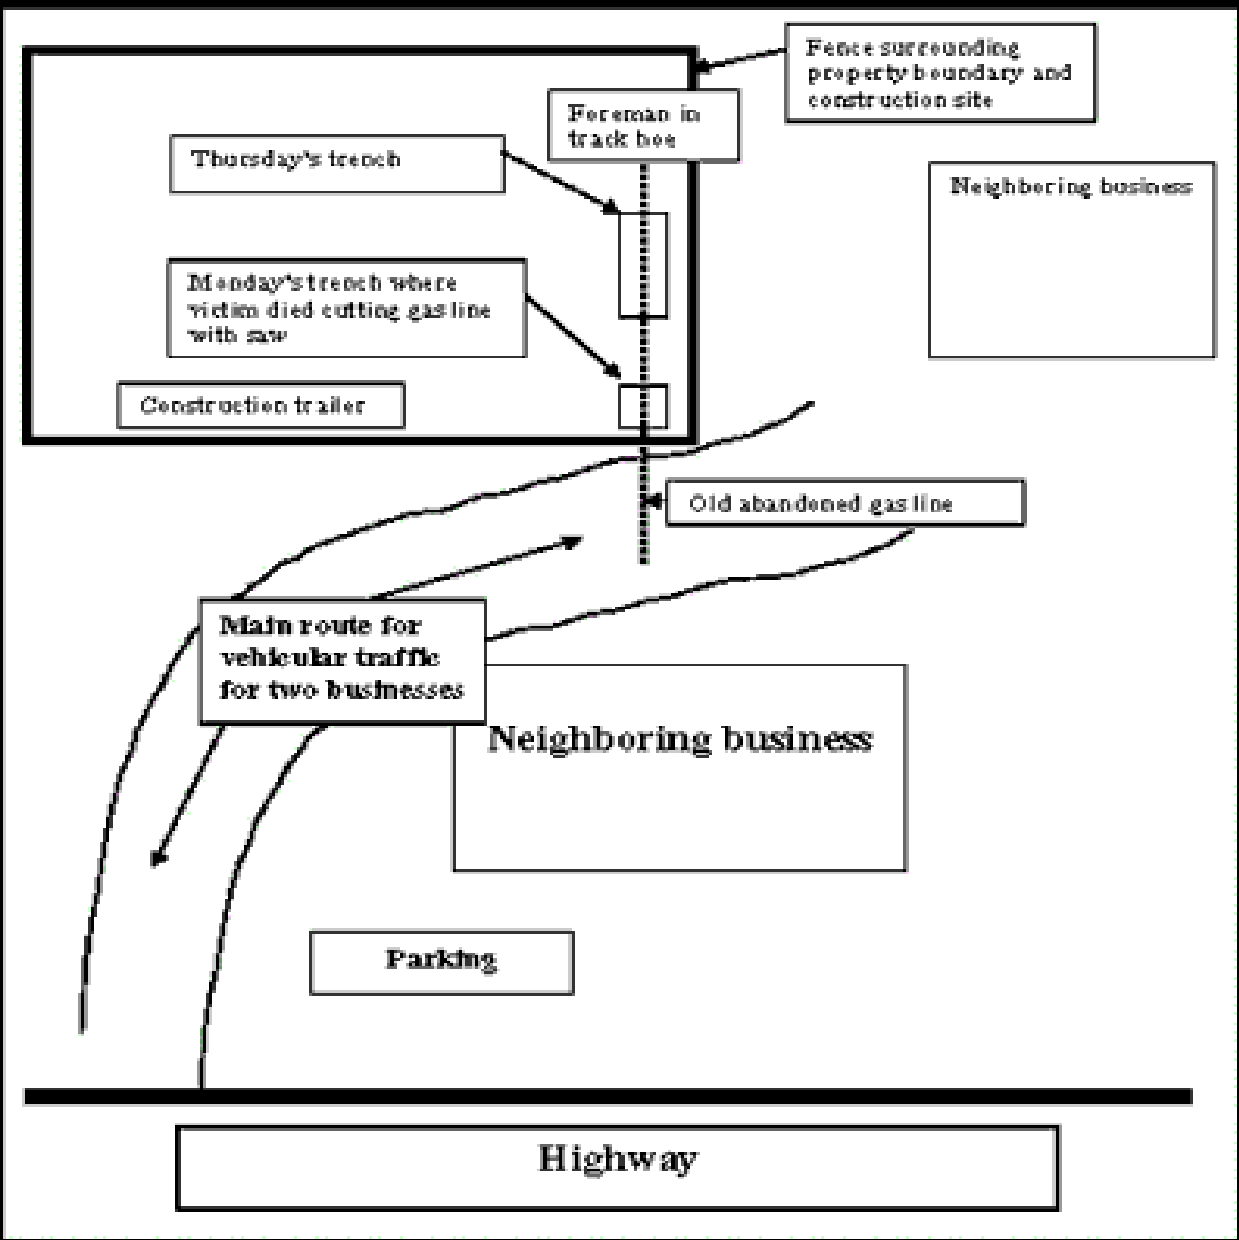 Fence surrounding
property boundary and
construction site
Foreman in
track hoe
Thursday's trench
Neighboring business
Monday's trench where
victim died cutting gas line
with saw
Construction trailer
Old abandoned gas line
Main route for
vehicular traffic
for two businesses
Neighboring business
Parking
Highway